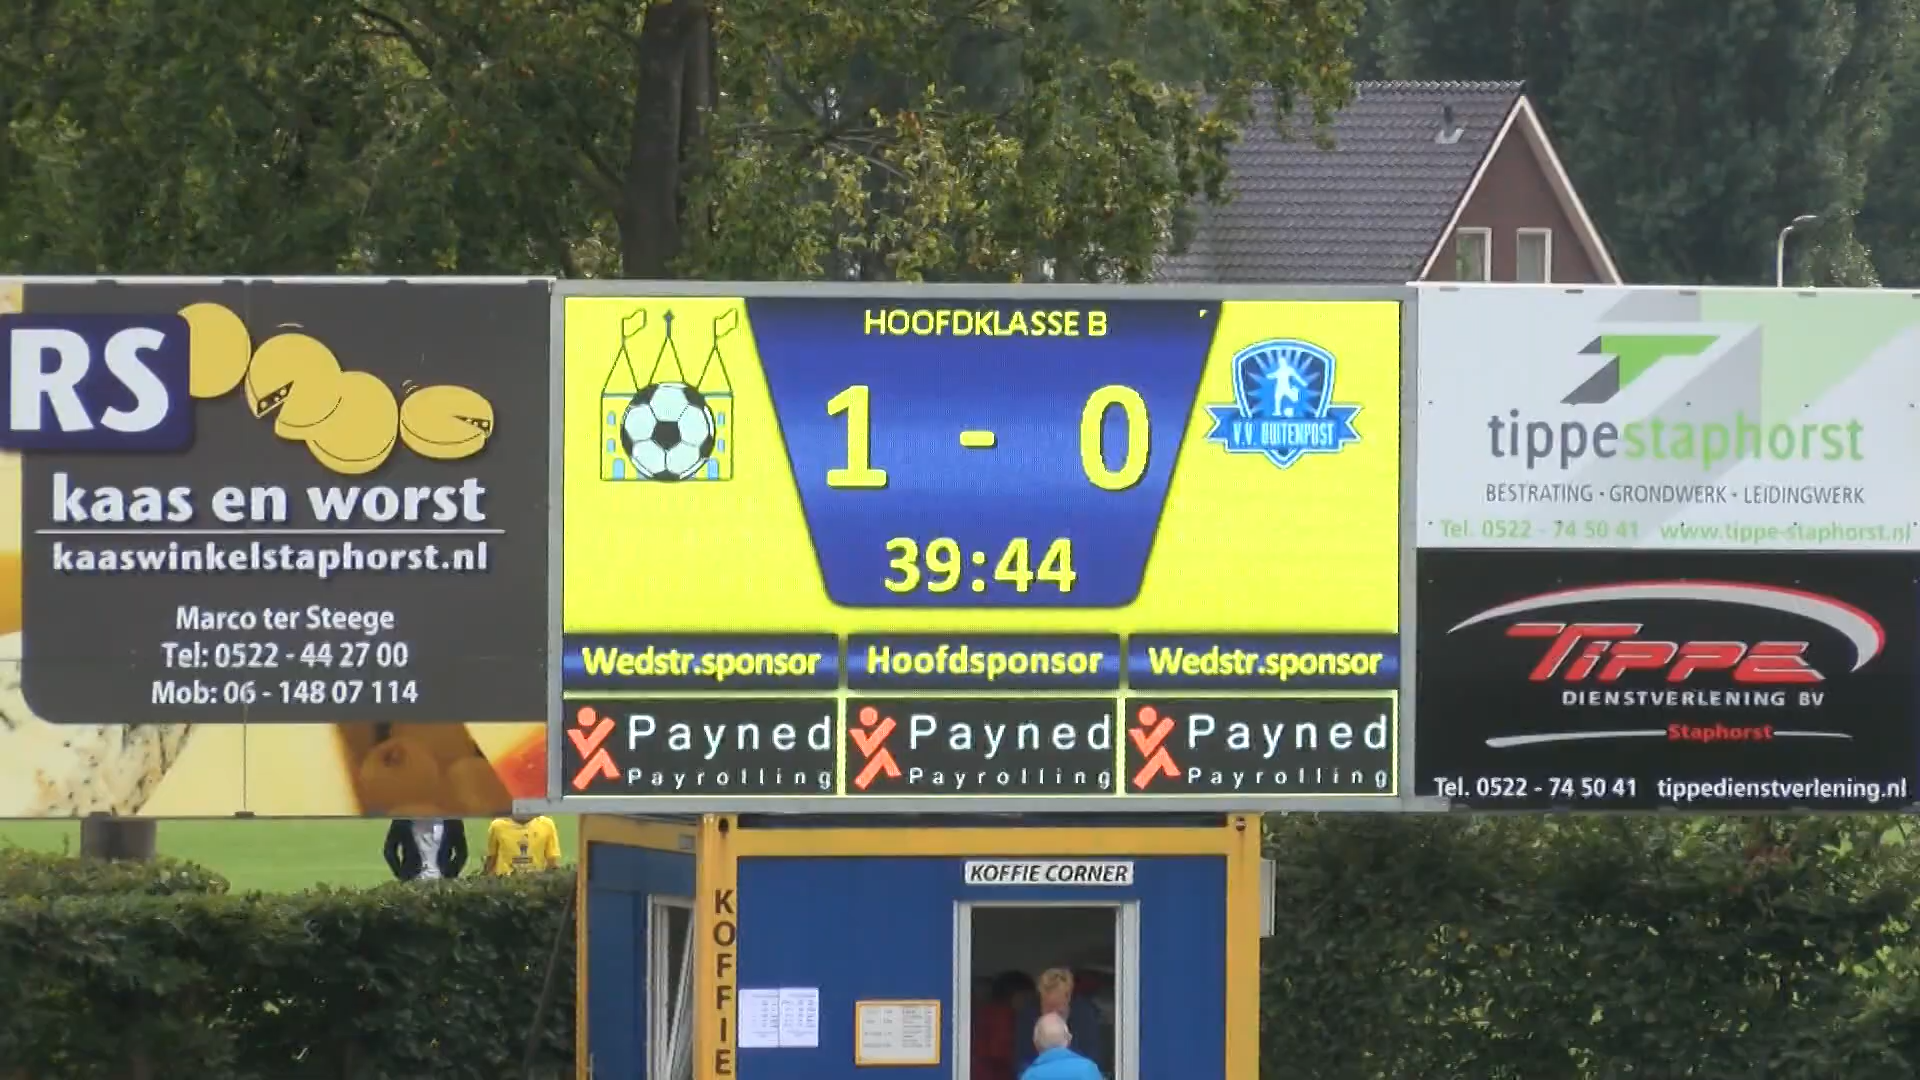 RS
kaas en worst
kaaswinkelstaphorst.nl
Marco ter Steege
Tel: 0522 - 44 27 00
Mob: 06 - 148 07 114
HOOFDKLASSE B
1 - 0
39:44
V.V. BUITENPOST
Wedstr.sponsor
Hoofdsponsor
Wedstr.sponsor
Payned
Payrolling
Payned
Payrolling
Payned
Payrolling
tippestaphorst
BESTRATING · GRONDWERK · LEIDINGWERK
Tel. 0522 - 74 50 41 www.tippe-staphorst.nl
TIPPE
DIENSTVERLENING BV
Staphorst
Tel. 0522 - 74 50 41 tippedienstverlening.nl
KOFFIE CORNER
KOFFIE